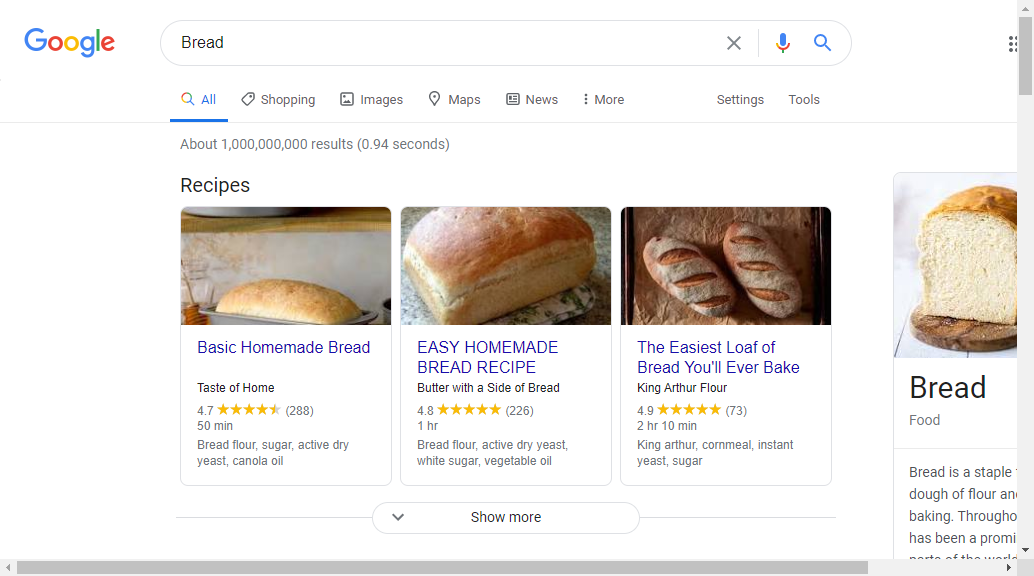 Google
Bread
All
Shopping
Images
Maps
News
More
Settings
Tools
About 1,000,000,000 results (0.94 seconds)
Recipes
Basic Homemade Bread
Taste of Home
4.7 (288)
50 min
Bread flour, sugar, active dry
yeast, canola oil
EASY HOMEMADE
BREAD RECIPE
Butter with a Side of Bread
4.8 (226)
1 hr
Bread flour, active dry yeast,
white sugar, vegetable oil
The Easiest Loaf of
Bread You'll Ever Bake
King Arthur Flour
4.9 (73)
2 hr 10 min
King arthur, cornmeal, instant
yeast, sugar
Show more
Bread
Food
Bread is a staple
dough of flour an
baking. Througho
has been a promi
parts of the world